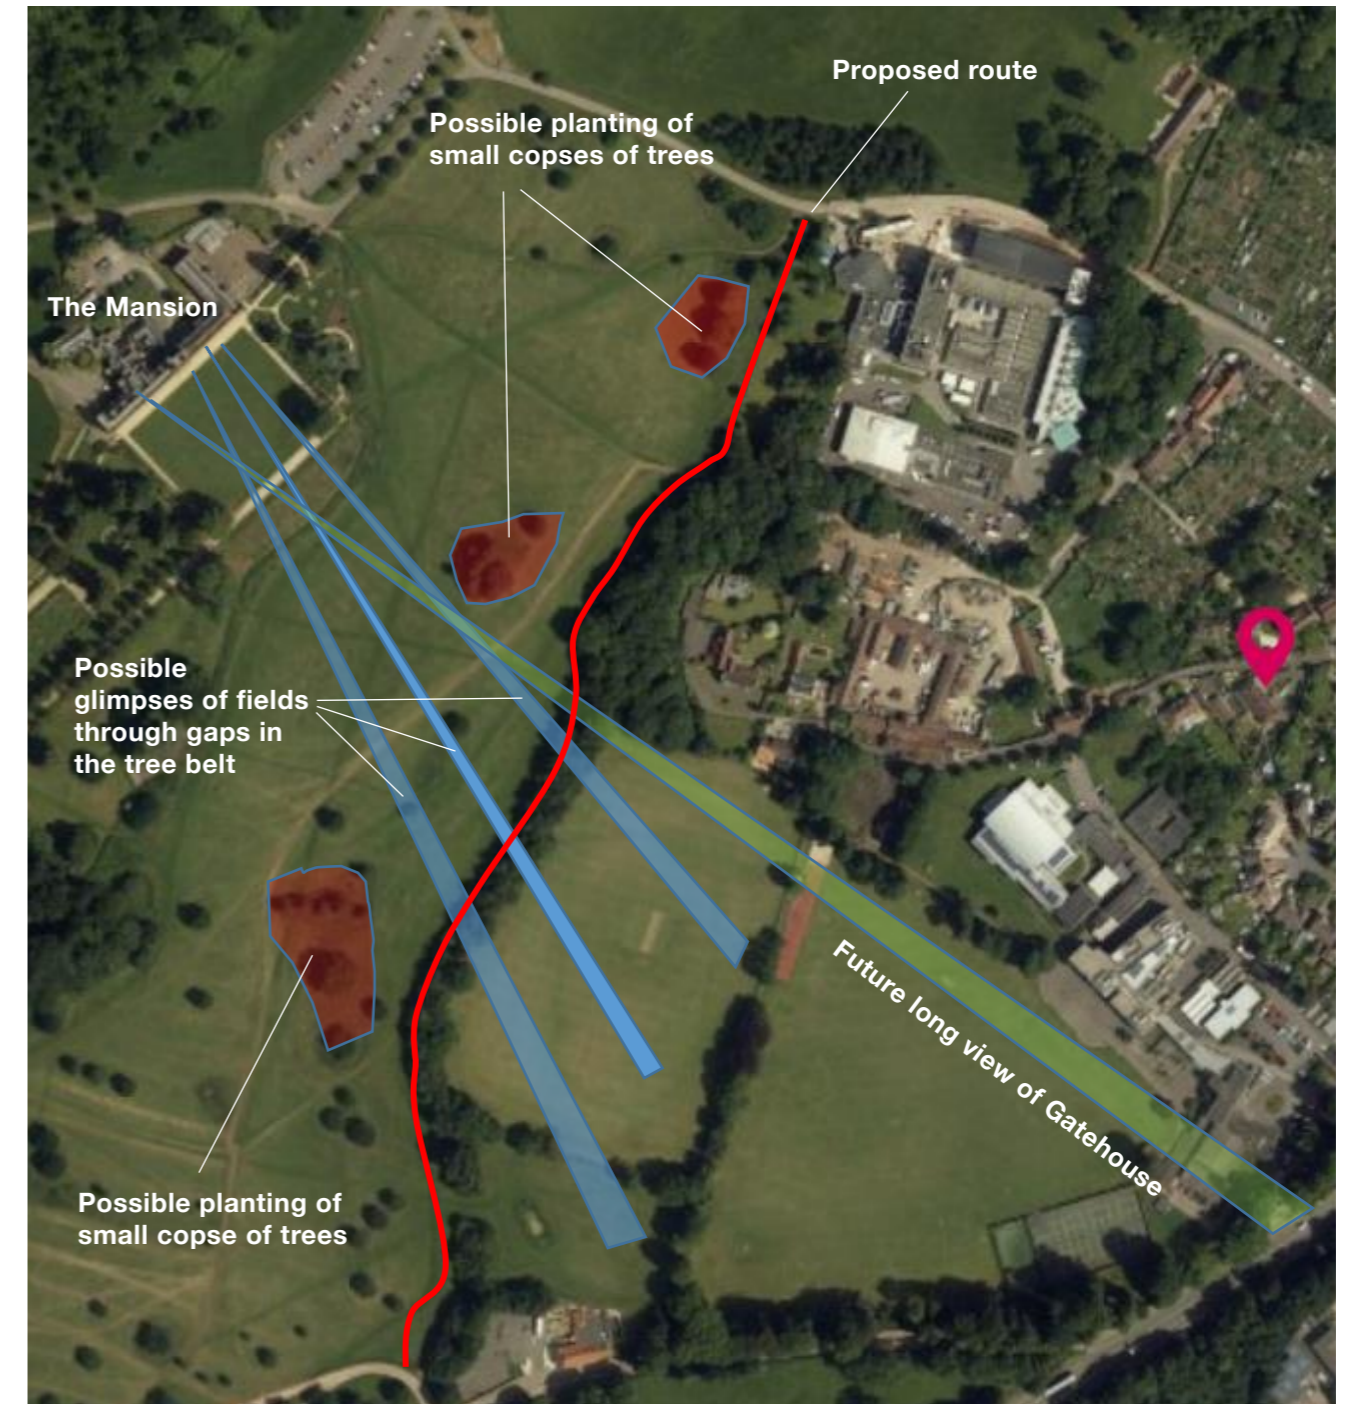 Proposed route
Possible planting of
small copses of trees
The Mansion
Possible
glimpses of fields
through gaps in
the tree belt
Future long view of Gatehouse
Possible planting of
small copse of trees